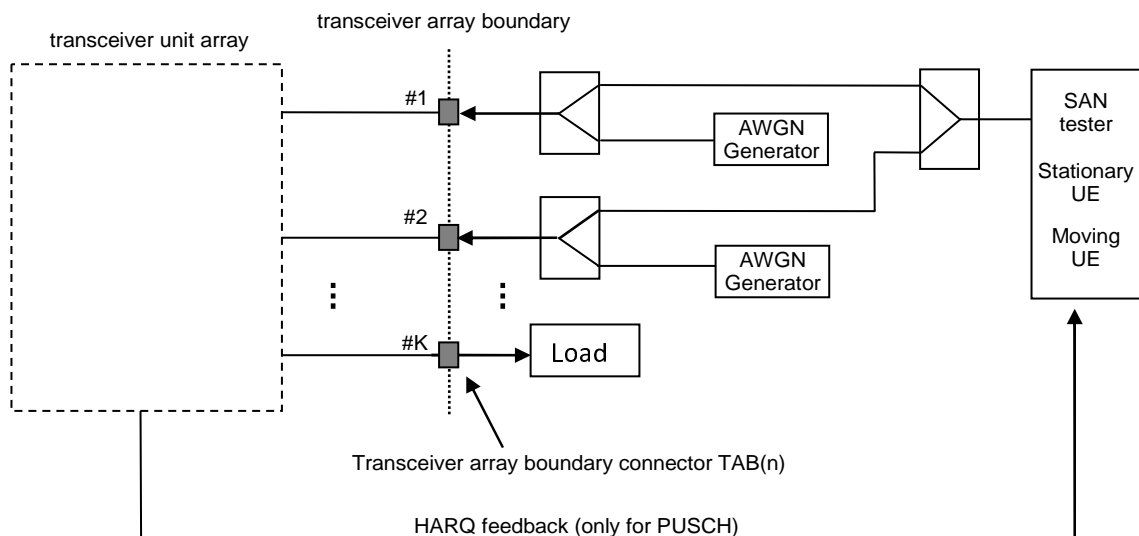 transceiver array boundary
transceiver unit array
#1
AWGN
Generator
SAN
tester
Stationary
UE
Moving
UE
#2
AWGN
Generator
#K
Load
Transceiver array boundary connector TAB(n)
HARQ feedback (only for PUSCH)